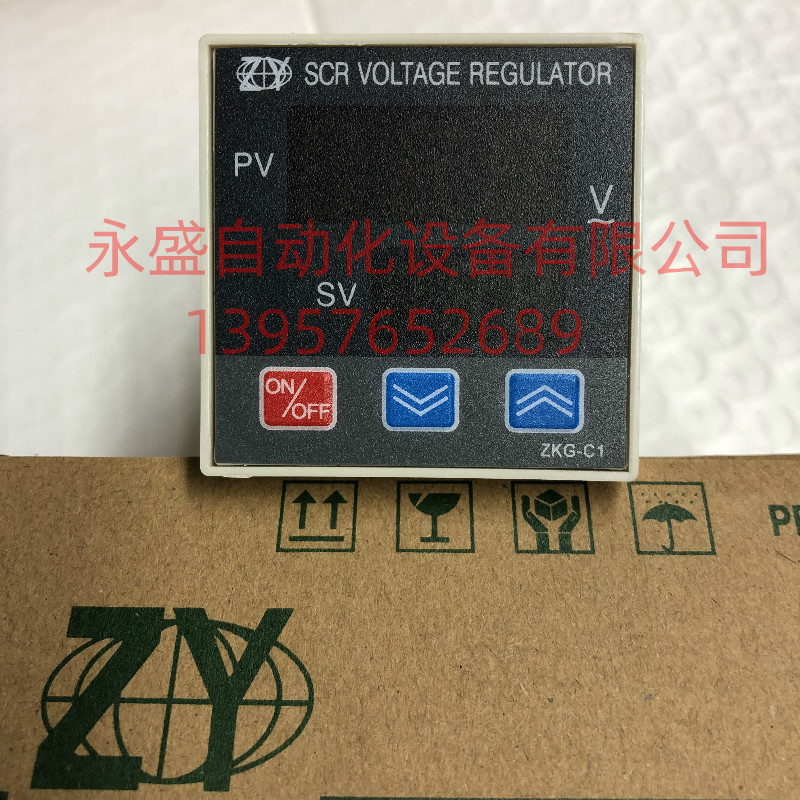 ZY SCR VOLTAGE REGULATOR
PV
V
永盛自动化设备有限公司
SV
13957652689
ON/OFF
ZKG-C1
ZY